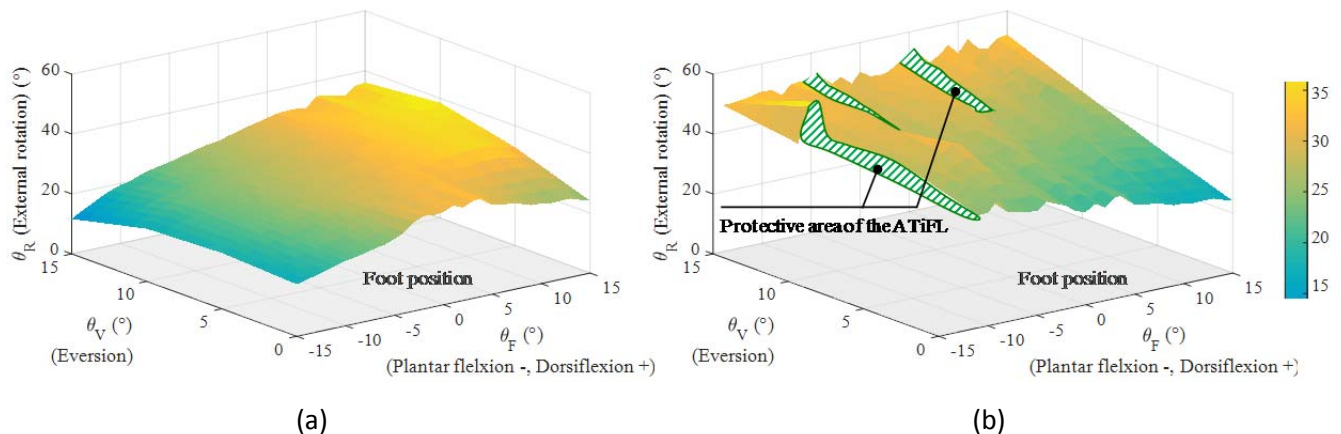 60
40
20
0
θR (External rotation) (°)
15
10
5
0
θV (°)
(Eversion)
-15
-10
-5
0
5
10
15
θF (°)
(Plantar flelxion -, Dorsiflexion +)
Foot position
(a)
60
40
20
0
θR (External rotation) (°)
Protective area of the ATiFL
15
10
5
0
θV (°)
(Eversion)
-15
-10
-5
0
5
10
15
θF (°)
(Plantar flelxion -, Dorsiflexion +)
Foot position
35
30
25
20
15
(b)